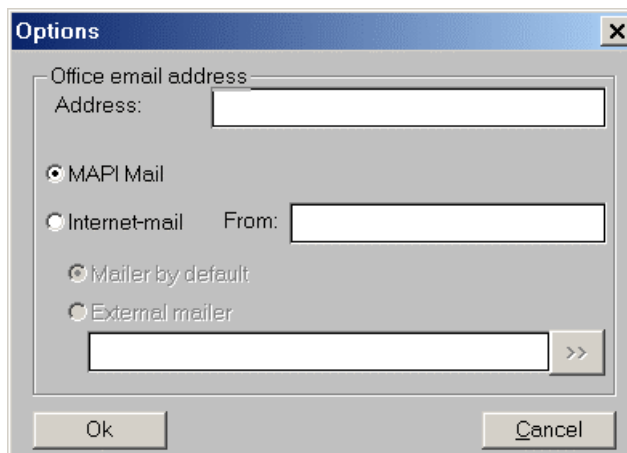 Options
Office email address
Address:
MAPI Mail
Internet-mail From:
Mailer by default
External mailer
>>
Ok Cancel